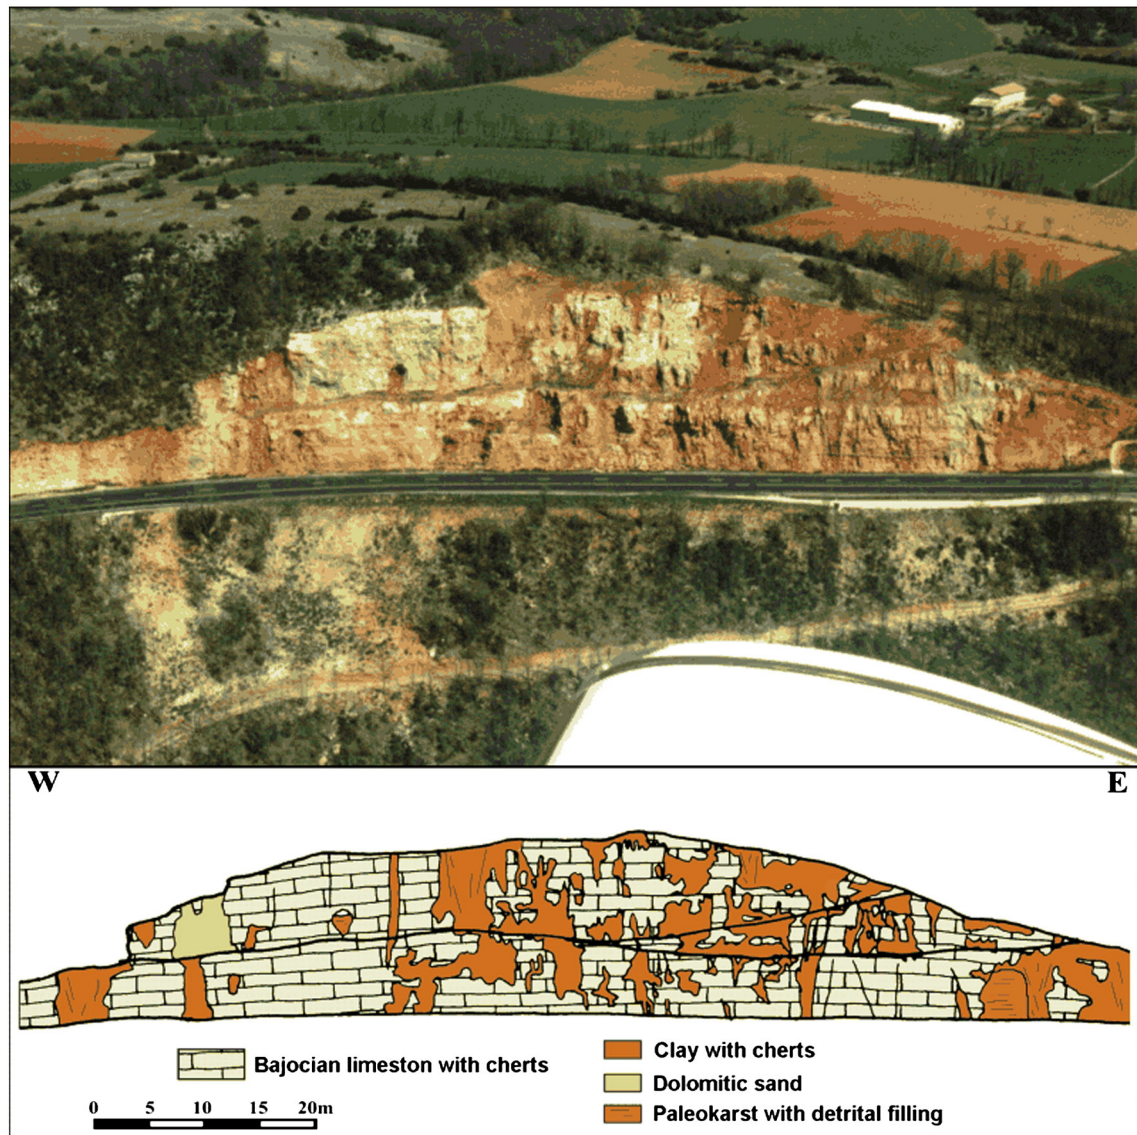 W
E
Bajocian limeston with cherts
Clay with cherts
Dolomitic sand
Paleokarst with detrital filling
0 5 10 15 20m